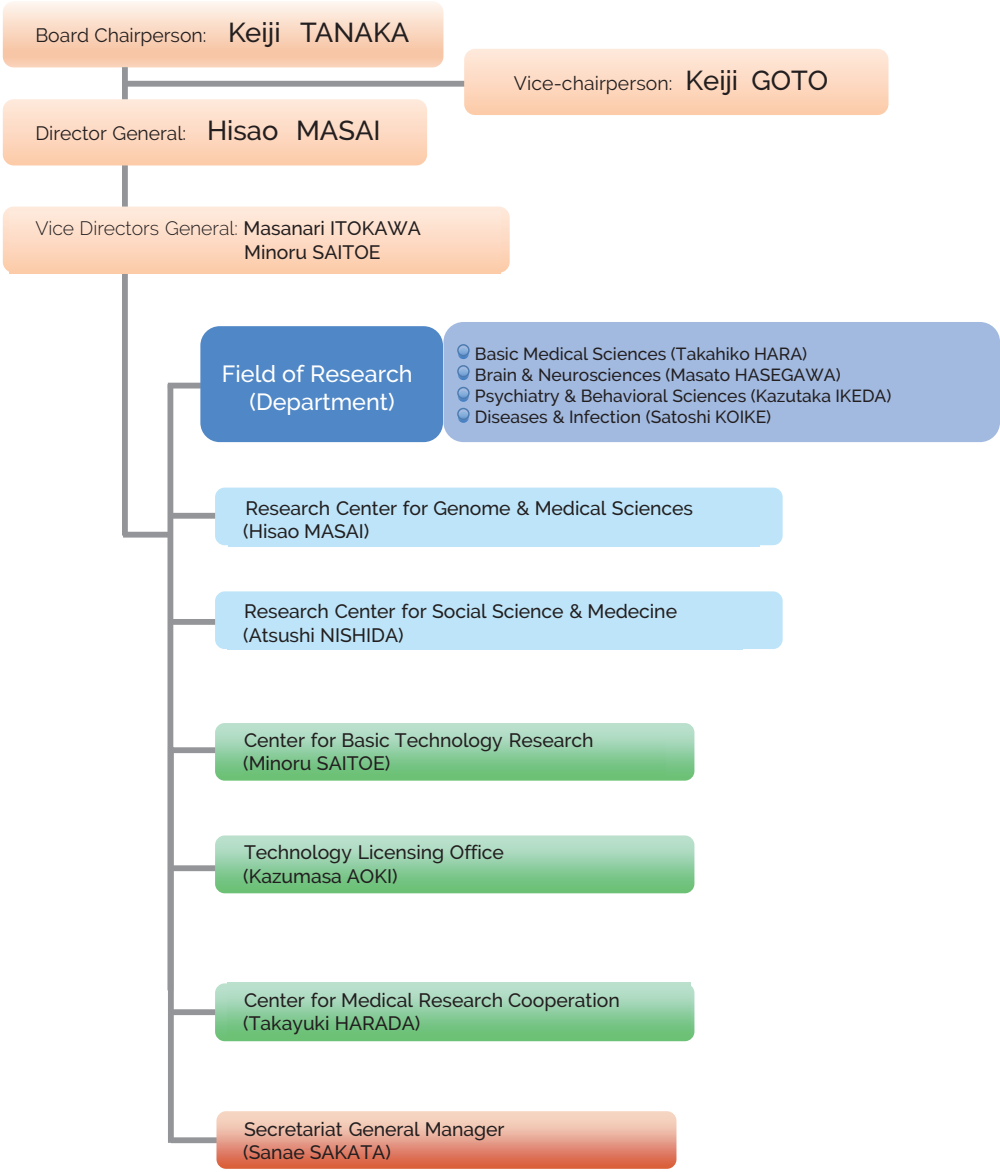 Board Chairperson: Keiji TANAKA
Vice-chairperson: Keiji GOTO
Director General: Hisao MASAI
Vice Directors General: Masanari ITOKAWA
Minoru SAITOE
Field of Research
(Department)
Basic Medical Sciences (Takahiko HARA)
Brain & Neurosciences (Masato HASEGAWA)
Psychiatry & Behavioral Sciences (Kazutaka IKEDA)
Diseases & Infection (Satoshi KOIKE)
Research Center for Genome & Medical Sciences
(Hisao MASAI)
Research Center for Social Science & Medecine
(Atsushi NISHIDA)
Center for Basic Technology Research
(Minoru SAITOE)
Technology Licensing Office
(Kazumasa AOKI)
Center for Medical Research Cooperation
(Takayuki HARADA)
Secretariat General Manager
(Sanae SAKATA)